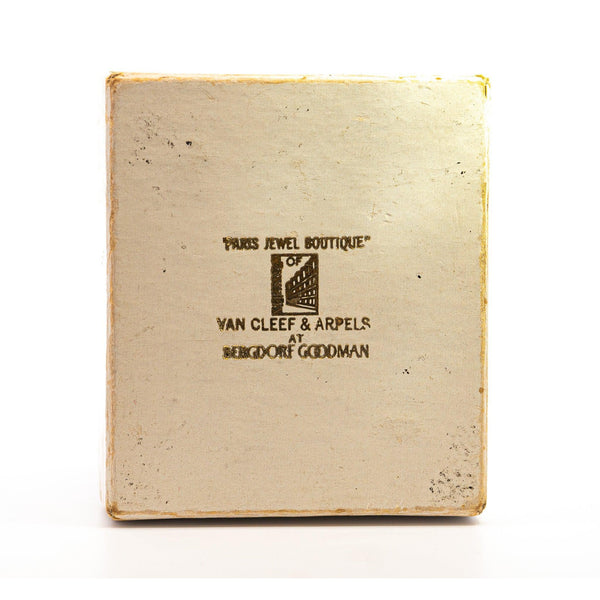 "PARIS JEWEL BOUTIQUE"
OF
VAN CLEEF & ARPELS
AT
BERGDORF GOODMAN